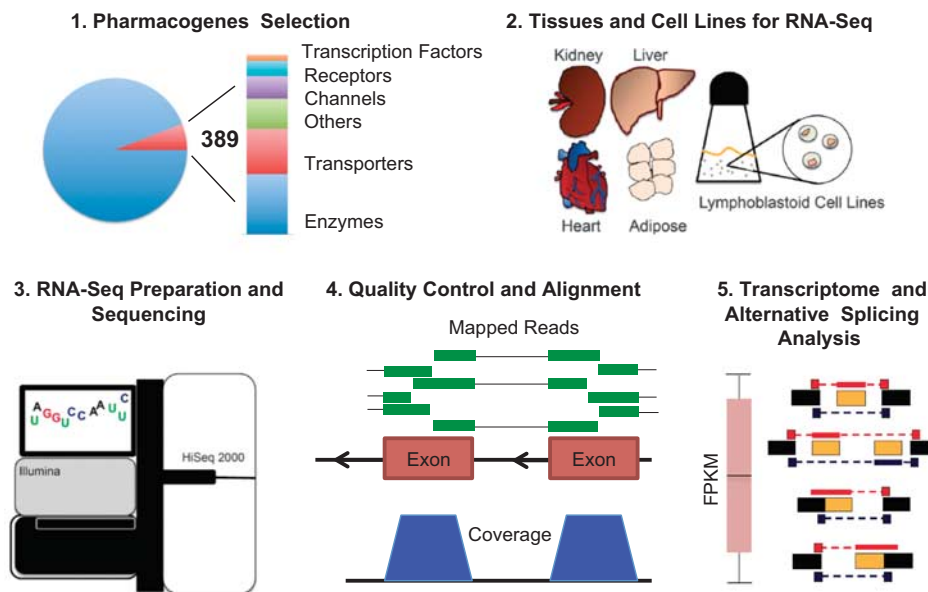 1. Pharmacogenes Selection
389
Transcription Factors
Receptors
Channels
Others
Transporters
Enzymes
2. Tissues and Cell Lines for RNA-Seq
Kidney
Liver
Heart
Adipose
Lymphoblastoid Cell Lines
3. RNA-Seq Preparation and
Sequencing
U A G G U C C A A U U C
Illumina
HiSeq 2000
4. Quality Control and Alignment
Mapped Reads
Exon
Exon
Coverage
5. Transcriptome and
Alternative Splicing
Analysis
FPKM